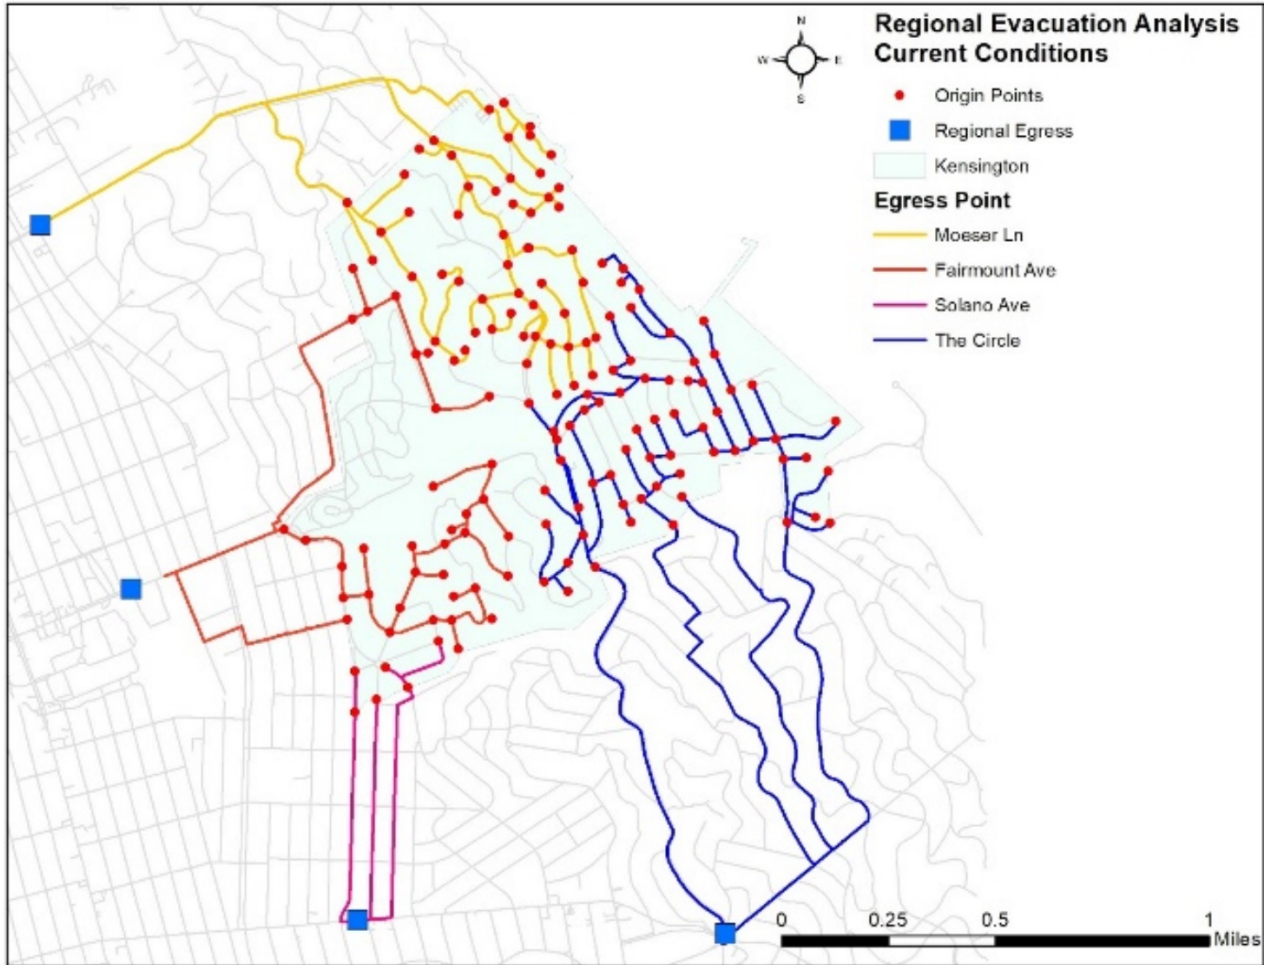 Regional Evacuation Analysis
Current Conditions
N
W
E
S
Origin Points
Regional Egress
Kensington
Egress Point
Moeser Ln
Fairmount Ave
Solano Ave
The Circle
0 0.25 0.5 1
Miles